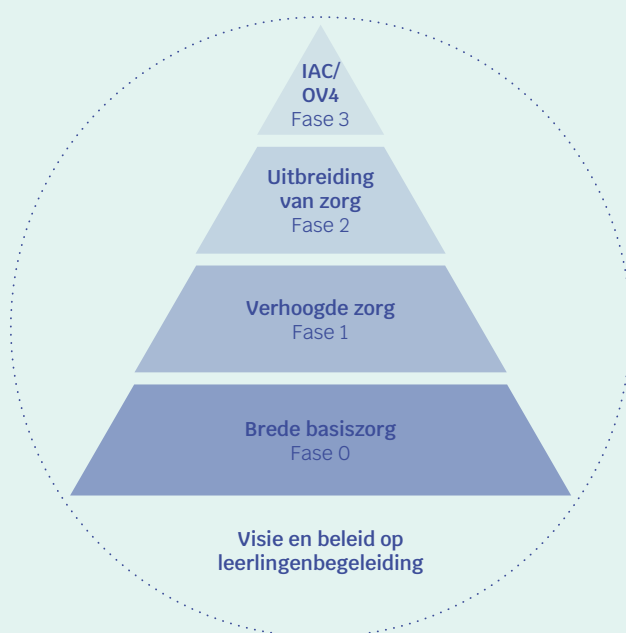 IAC/
OV4
Fase 3
Uitbreiding
van zorg
Fase 2
Verhoogde zorg
Fase 1
Brede basiszorg
Fase 0
Visie en beleid op
leerlingenbegeleiding